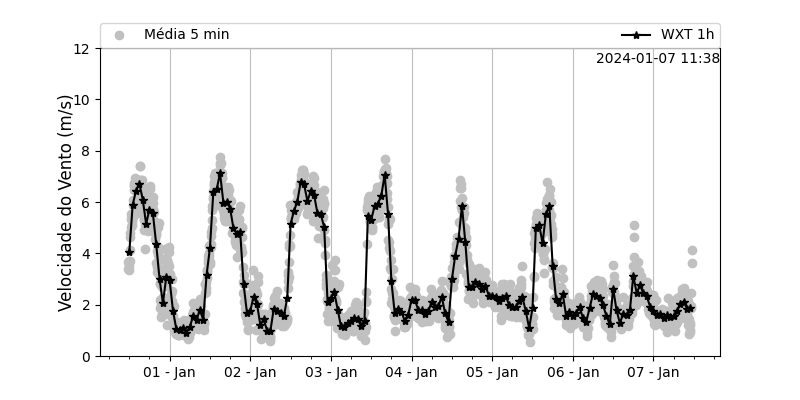 Média 5 min
WXT 1h
2024-01-07 11:38
Velocidade do Vento (m/s)
12
10
8
6
4
2
0
01 - Jan
02 - Jan
03 - Jan
04 - Jan
05 - Jan
06 - Jan
07 - Jan